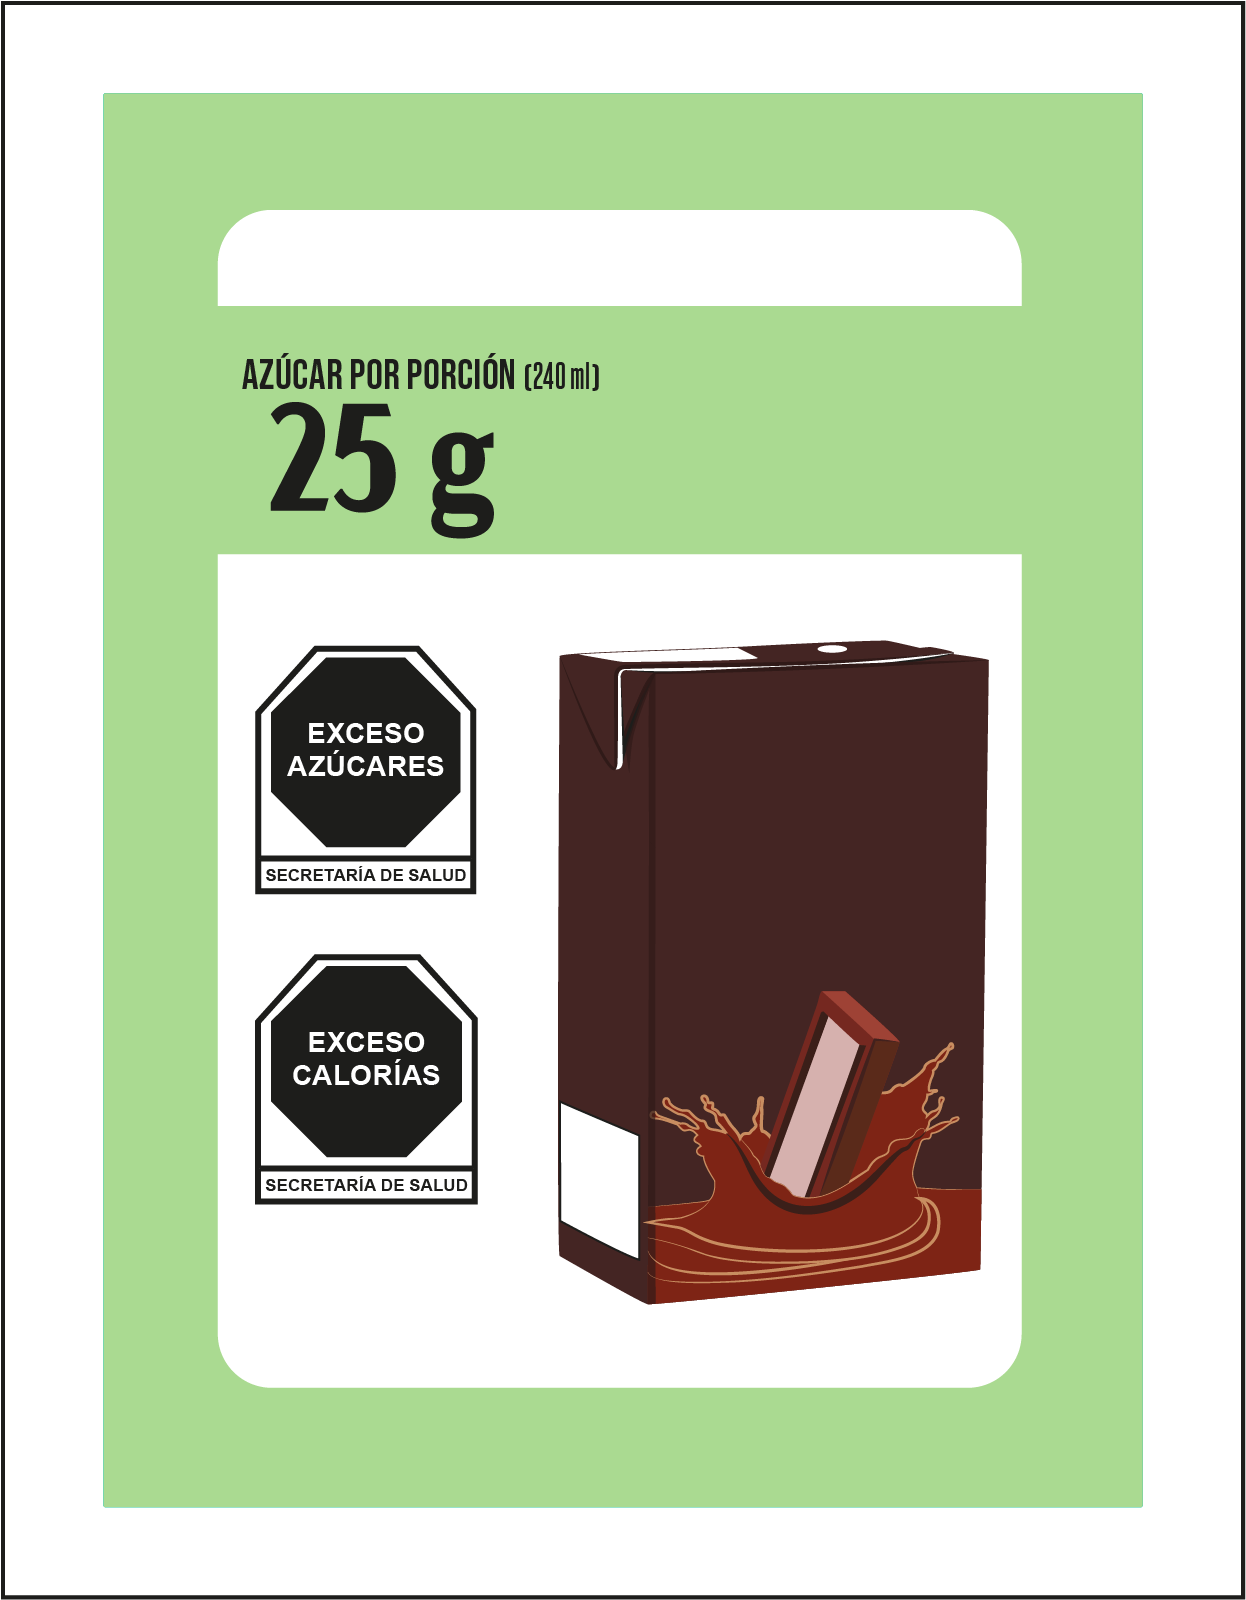 AZÚCAR POR PORCIÓN (240 ml)
25 g
EXCESO
AZÚCARES
SECRETARÍA DE SALUD
EXCESO
CALORÍAS
SECRETARÍA DE SALUD